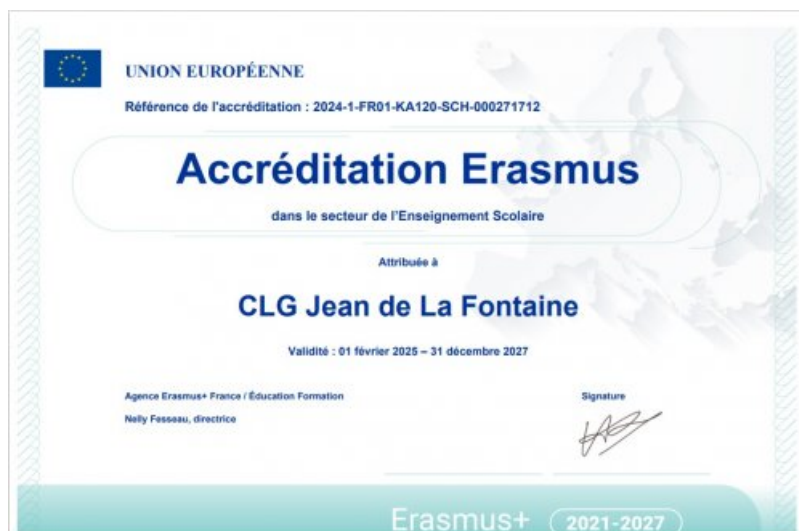 UNION EUROPÉENNE
Référence de l'accréditation : 2024-1-FR01-KA120-SCH-000271712
Accréditation Erasmus
dans le secteur de l'Enseignement Scolaire
Attribuée à
CLG Jean de La Fontaine
Validité : 01 février 2025 – 31 décembre 2027
Agence Erasmus+ France / Éducation Formation
Signature
Nelly Fesseau, directrice
Erasmus+ 2021-2027